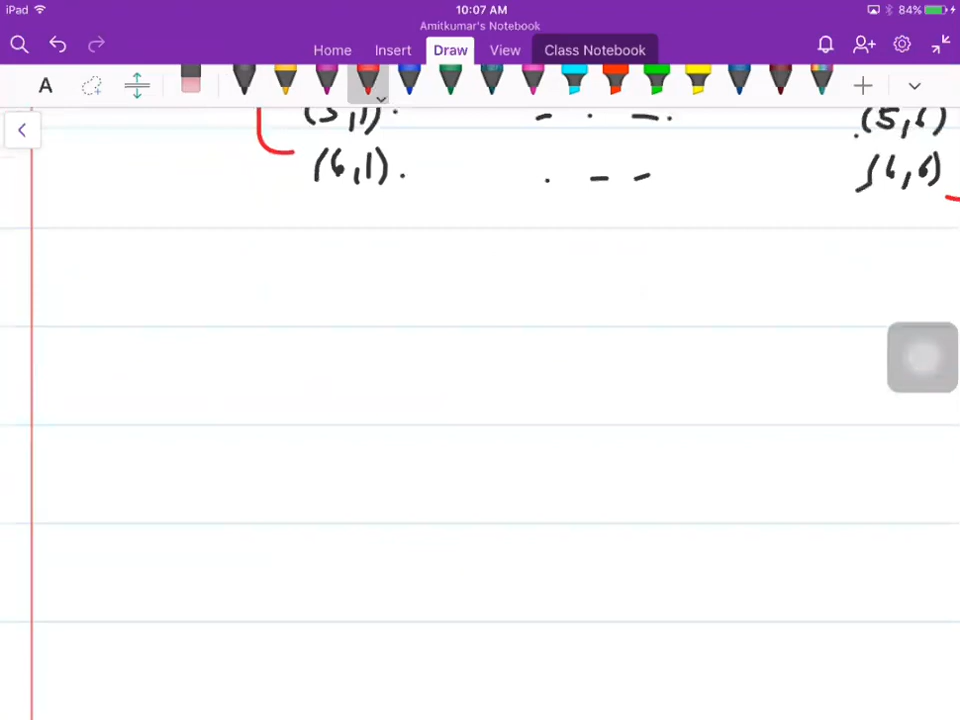 iPad 10:07 AM 84%
Amitkumar's Notebook
Home Insert Draw View Class Notebook
A
(5,1). - . - . (5,6)
(6,1). . - - (6,6)